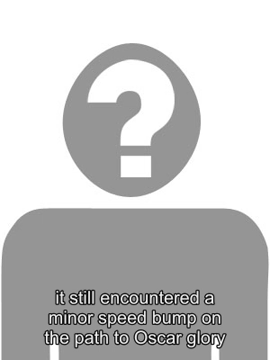 ?
it still encountered a
minor speed bump on
the path to Oscar glory